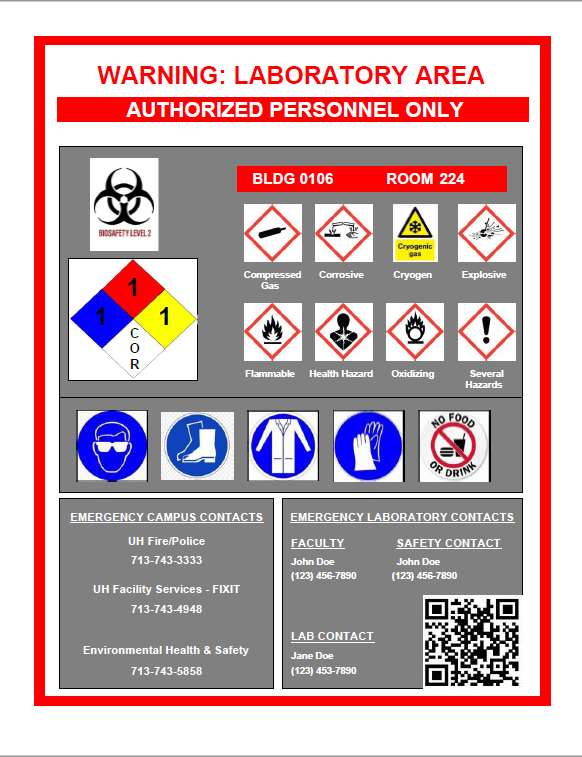 WARNING: LABORATORY AREA
AUTHORIZED PERSONNEL ONLY
BIOSAFETY LEVEL 2
BLDG 0106 ROOM 224
Cryogenic
gas
Compressed
Gas
Corrosive
Cryogen
Explosive
1
1
1
C
O
R
Flammable
Health Hazard
Oxidizing
Several
Hazards
NO FOOD
OR DRINK
EMERGENCY CAMPUS CONTACTS
UH Fire/Police
713-743-3333
UH Facility Services - FIXIT
713-743-4948
Environmental Health & Safety
713-743-5858
EMERGENCY LABORATORY CONTACTS
FACULTY
John Doe
(123) 456-7890
SAFETY CONTACT
John Doe
(123) 456-7890
LAB CONTACT
Jane Doe
(123) 453-7890